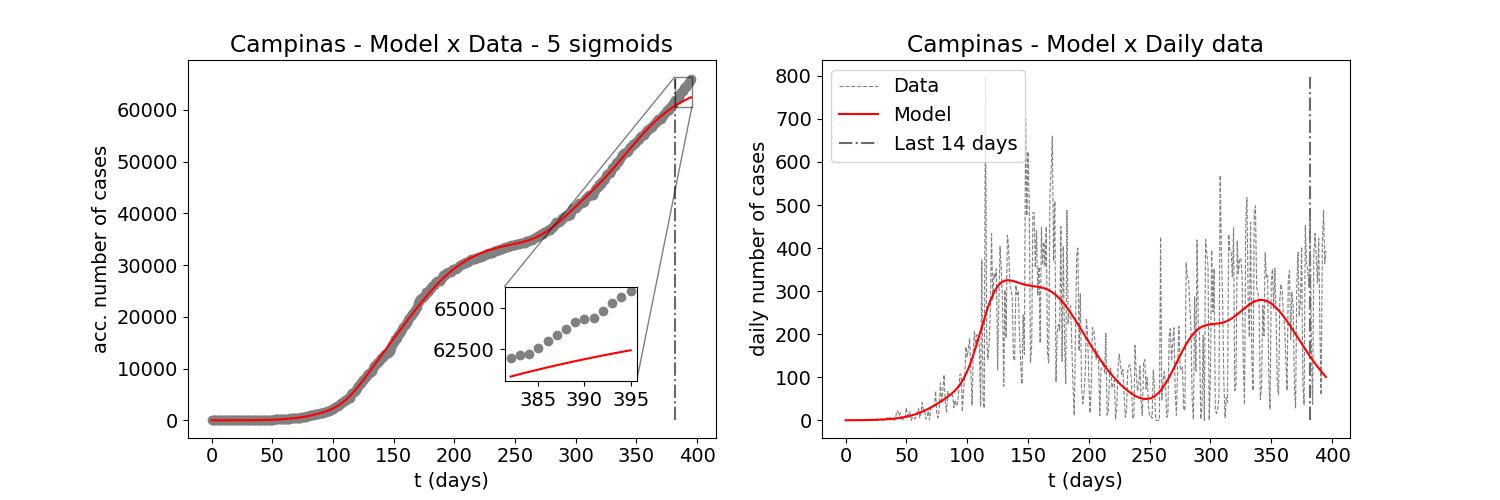 Campinas - Model x Data - 5 sigmoids
acc. number of cases
60000
50000
40000
30000
20000
10000
0
65000
62500
385 390 395
0 50 100 150 200 250 300 350 400
t (days)
Campinas - Model x Daily data
daily number of cases
800
700
600
500
400
300
200
100
0
Data
Model
Last 14 days
0 50 100 150 200 250 300 350 400
t (days)